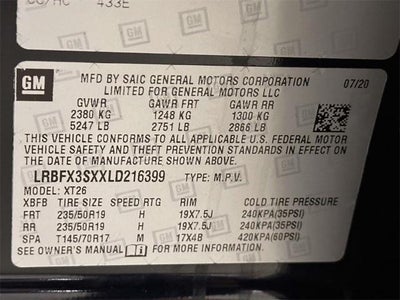 433E
GM
MFD BY SAIC GENERAL MOTORS CORPORATION
LIMITED FOR GENERAL MOTORS LLC
07/20
GVWR GAWR FRT GAWR RR
2380 KG 1248 KG 1300 KG
5247 LB 2751 LB 2866 LB
THIS VEHICLE CONFORMS TO ALL APPLICABLE U.S. FEDERAL MOTOR
VEHICLE SAFETY AND THEFT PREVENTION STANDARDS IN EFFECT ON
THE DATE OF MANUFACTURE SHOWN ABOVE.
LRBFX3SXXLD216399 TYPE: M.P.V.
MODEL: XT26
XBFB TIRE SIZE SPEED RTG RIM COLD TIRE PRESSURE
FRT 235/50R19 H 19X7.5J 240KPA(35PSI)
RR 235/50R19 H 19X7.5J 240KPA(35PSI)
SPA T145/70R17 M 17X4B 420KPA(60PSI)
SEE OWNER'S MANUAL FOR ADDITIONAL INFORMATION.